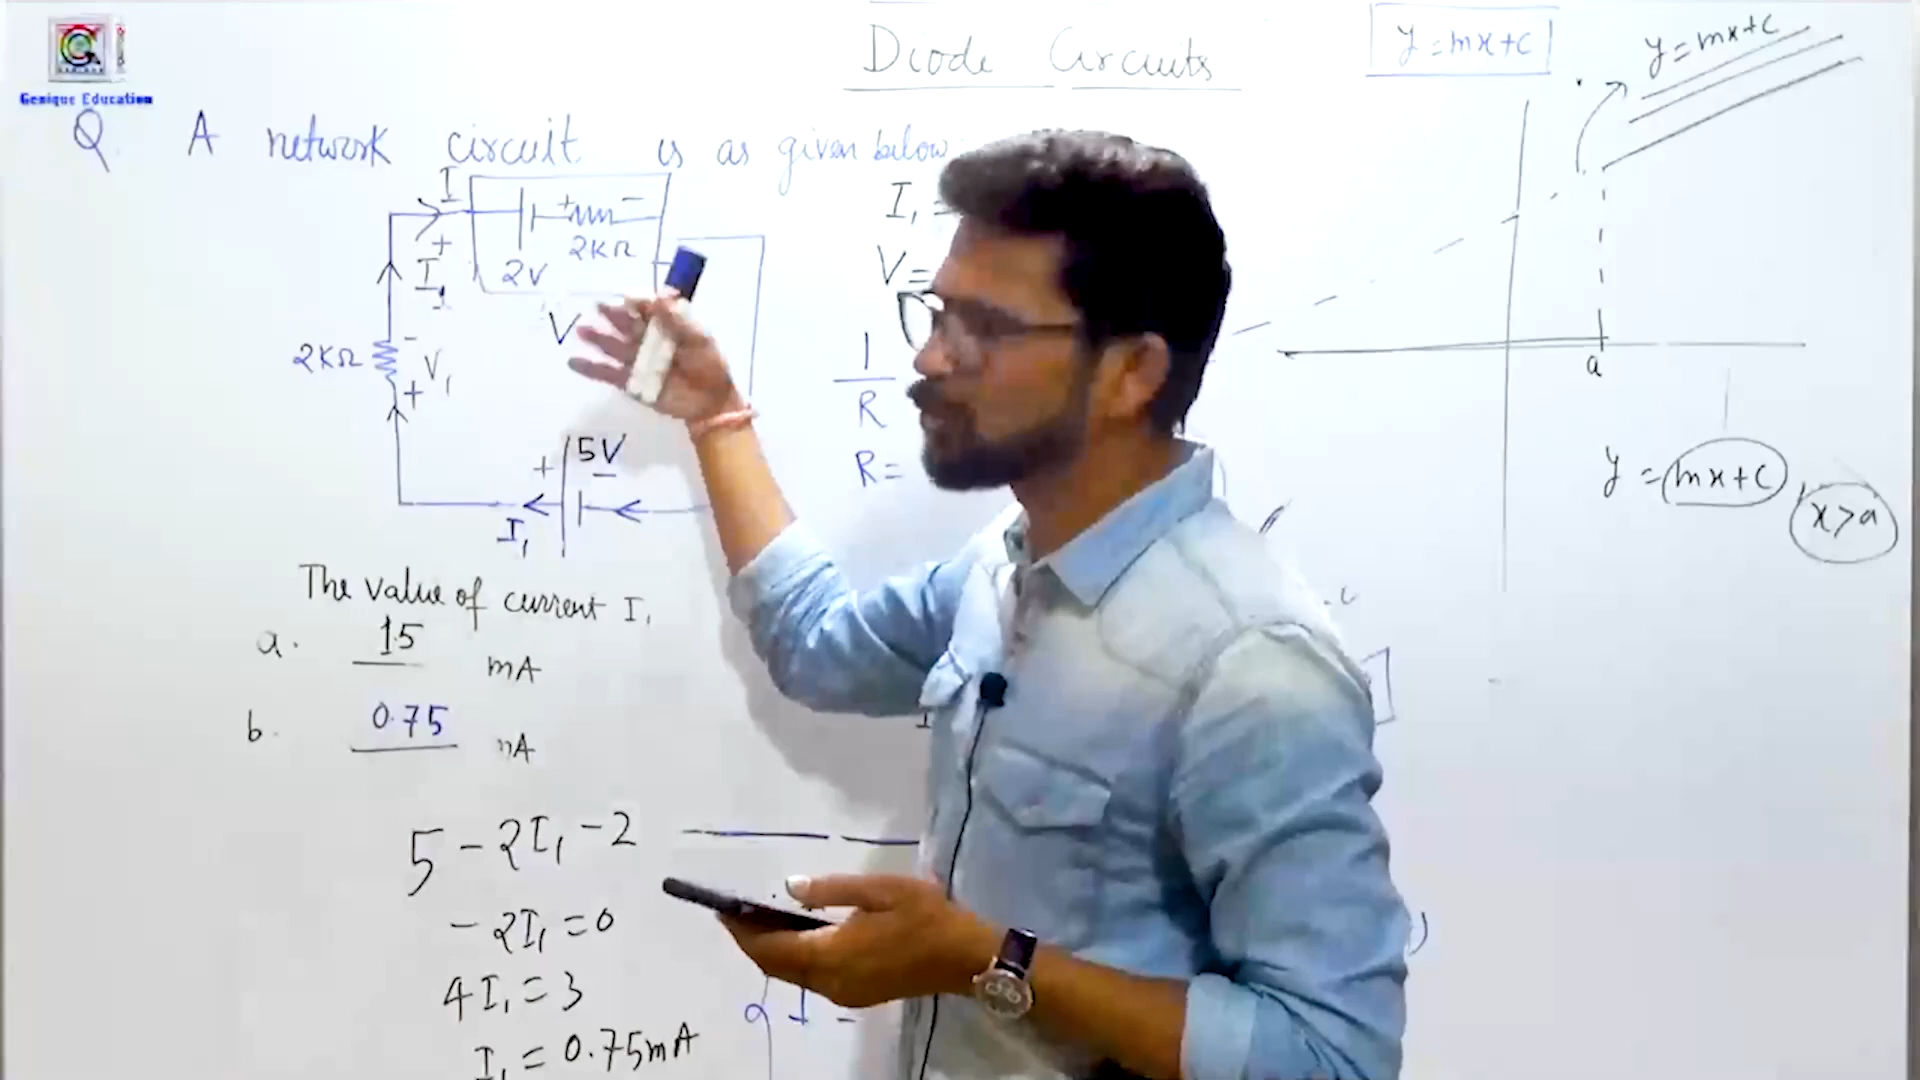 Genique Education
Diode Circuits
y = mx+c
y = mx+c
Q. A network circuit is as given below
I
+ -
2KΩ
2V
+
I₁
V
2KΩ
-
V₁
+
+ 5V -
I₁
I₁ =
V =
1
R
R =
a
y = mx+c
x>a
The value of current I₁
a. 1.5 mA
b. 0.75 mA
5 - 2I₁ - 2
- 2I₁ = 0
4I₁ = 3
I₁ = 0.75mA